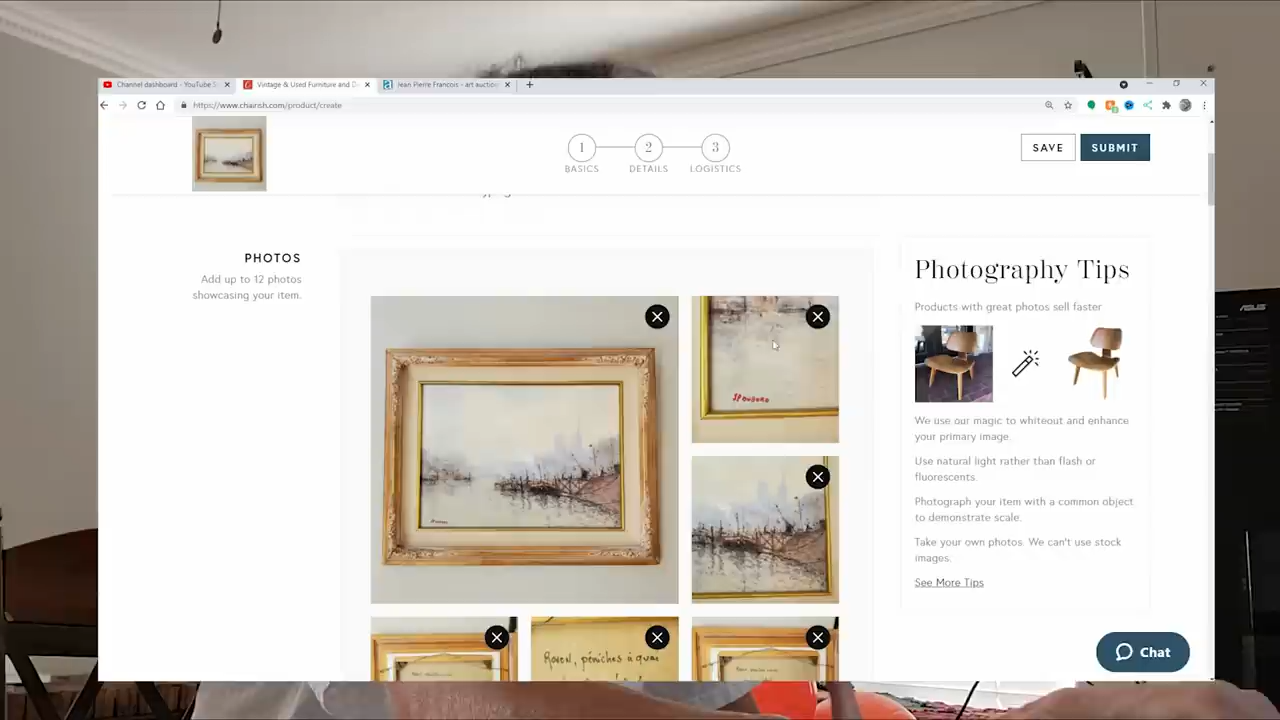 Channel dashboard - YouTube S
Vintage & Used Furniture and D
Jean Pierre Francois - art auctio
https://www.chairish.com/product/create
1
2
3
BASICS
DETAILS
LOGISTICS
SAVE
SUBMIT
PHOTOS
Add up to 12 photos
showcasing your item.
Photography Tips
Products with great photos sell faster
We use our magic to whiteout and enhance
your primary image.
Use natural light rather than flash or
fluorescents.
Photograph your item with a common object
to demonstrate scale.
Take your own photos. We can't use stock
images.
See More Tips
Rouen, péniches à quai
Chat
ASUS